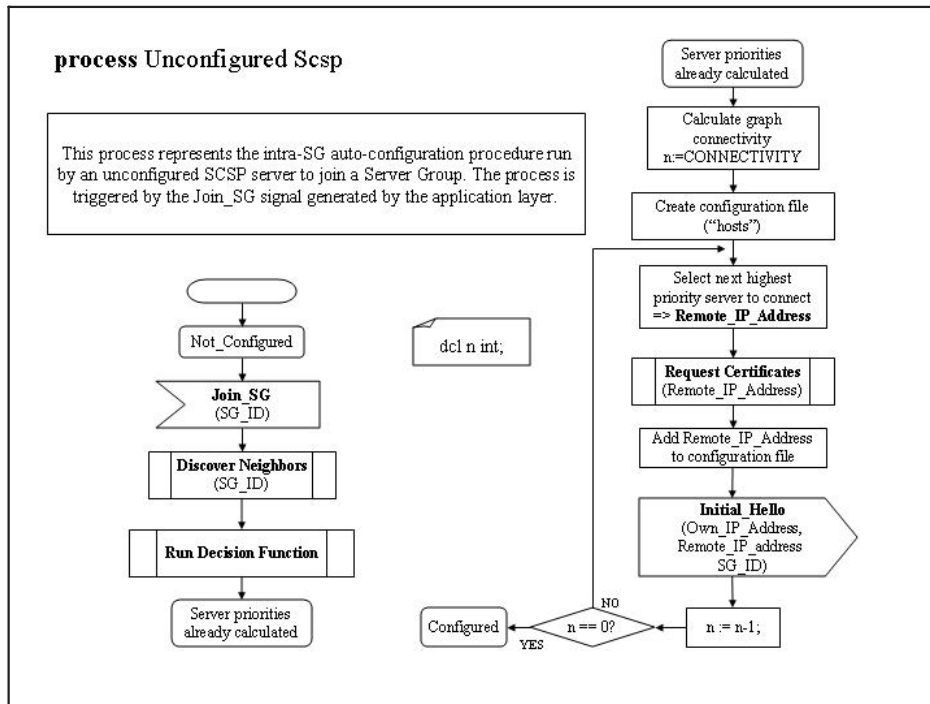 process Unconfigured Scsp
This process represents the intra-SG auto-configuration procedure run
by an unconfigured SCSP server to join a Server Group. The process is
triggered by the Join_SG signal generated by the application layer.
Not_Configured
Join_SG
(SG_ID)
Discover Neighbors
(SG_ID)
Run Decision Function
Server priorities
already calculated
dcl n int;
Server priorities
already calculated
Calculate graph
connectivity
n:=CONNECTIVITY
Create configuration file
(“hosts”)
Select next highest
priority server to connect
=> Remote_IP_Address
Request Certificates
(Remote_IP_Address)
Add Remote_IP_Address
to configuration file
Initial_Hello
(Own_IP_Address,
Remote_IP_address
SG_ID)
n := n-1;
n == 0?
NO
YES
Configured